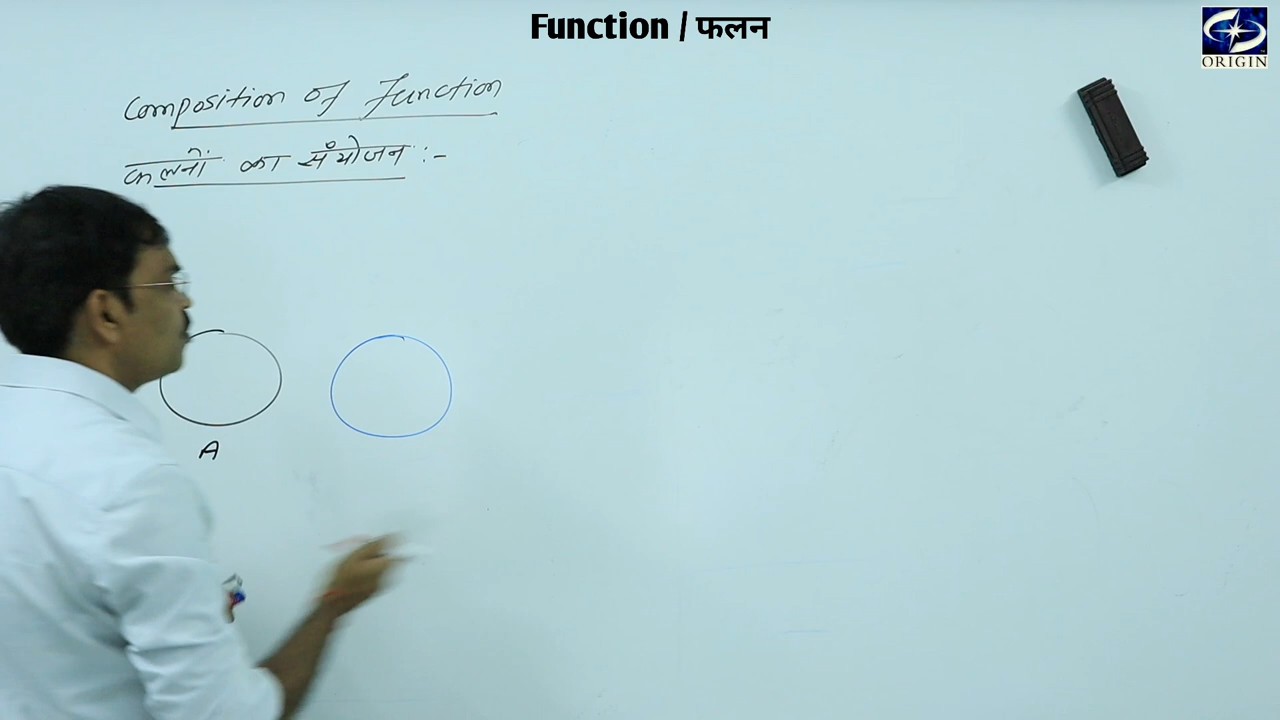 Function / फलन
ORIGIN
Composition of Function
फलनों का संयोजन :-
A